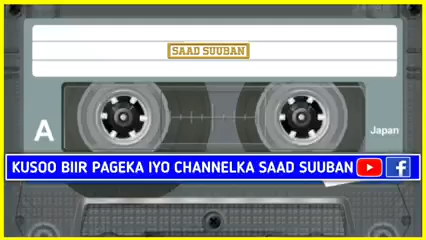 SAAD SUUBAN
A
Japan
KUSOO BIIR PAGEKA IYO CHANNELKA SAAD SUUBAN